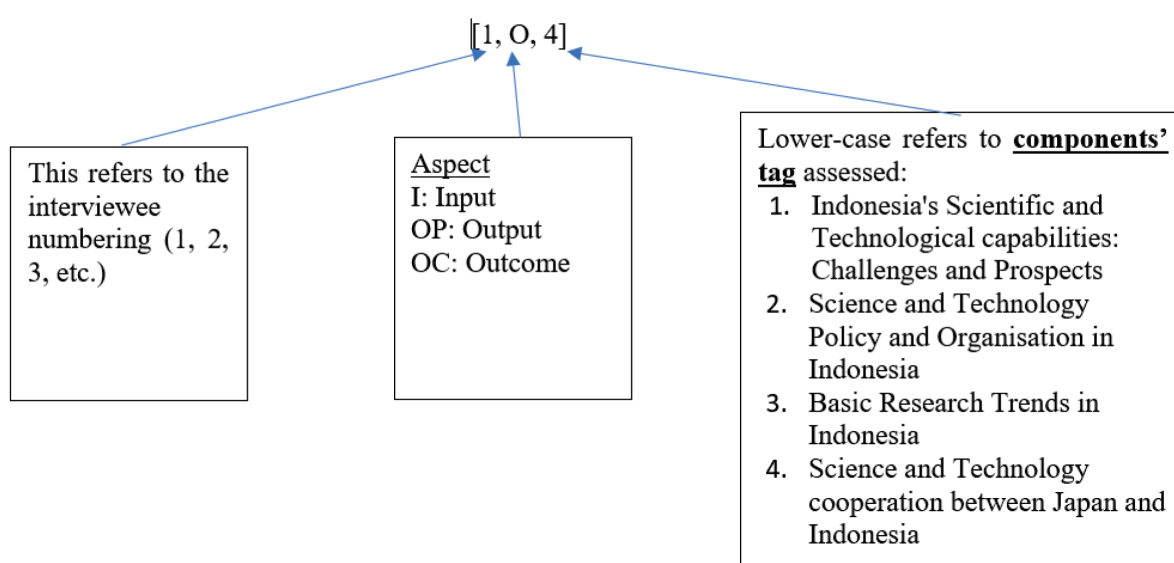 [1, O, 4]
This refers to the
interviewee
numbering (1, 2,
3, etc.)
Aspect
I: Input
OP: Output
OC: Outcome
Lower-case refers to components'
tag assessed:
1. Indonesia's Scientific and
Technological capabilities:
Challenges and Prospects
2. Science and Technology
Policy and Organisation in
Indonesia
3. Basic Research Trends in
Indonesia
4. Science and Technology
cooperation between Japan and
Indonesia